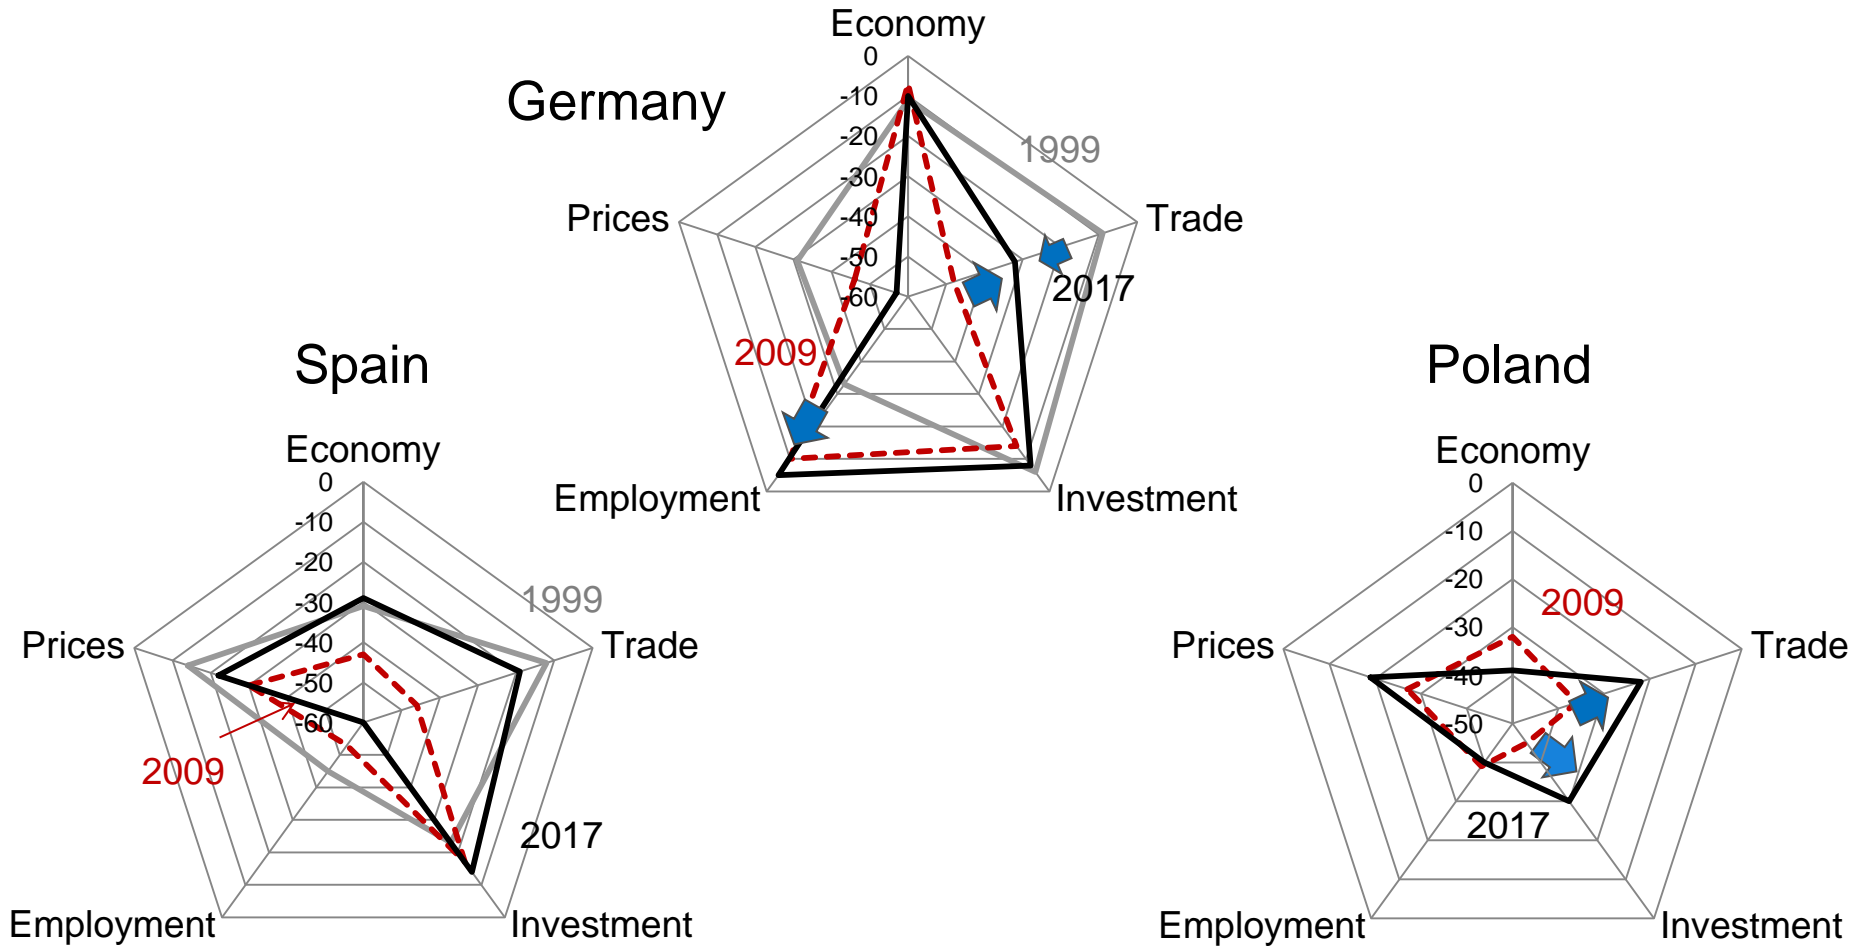 Economy
0
-10
-20
-30
-40
-50
-60
Germany
1999
Prices
Trade
2017
2009
Employment
Investment
Spain
Economy
0
-10
-20
-30
-40
-50
-60
1999
Prices
Trade
2009
2017
Employment
Investment
Poland
Economy
0
-10
-20
-30
-40
-50
2009
Prices
Trade
2017
Employment
Investment